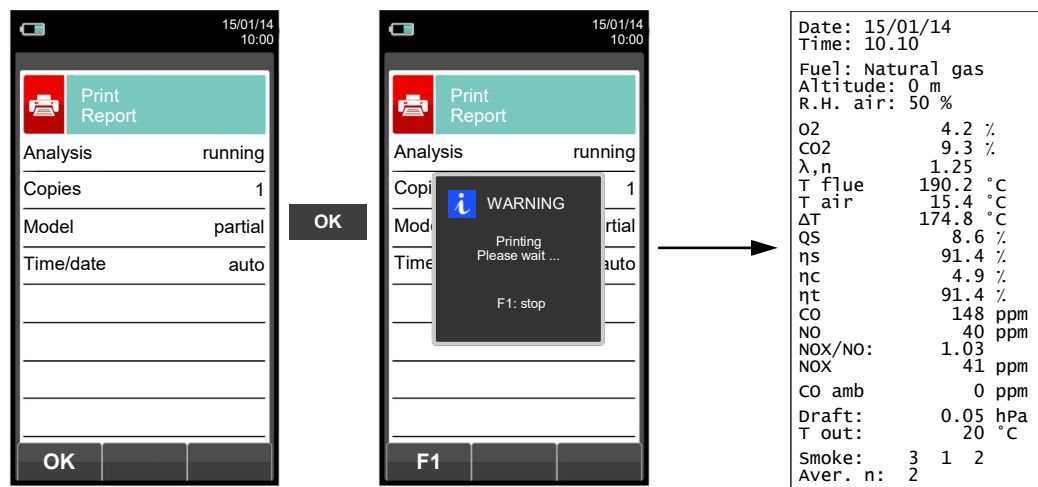 15/01/14
10:00
Print
Report
Analysis running
Copies 1
Model partial
Time/date auto
OK
OK
15/01/14
10:00
Print
Report
Analysis running
Copi 1
Mod rtial
Time auto
i WARNING
Printing
Please wait ...
F1: stop
F1
Date: 15/01/14
Time: 10.10
Fuel: Natural gas
Altitude: 0 m
R.H. air: 50 %
O2 4.2 %
CO2 9.3 %
λ,n 1.25
T flue 190.2 °C
T air 15.4 °C
ΔT 174.8 °C
QS 8.6 %
ηs 91.4 %
ηc 4.9 %
ηt 91.4 %
CO 148 ppm
NO 40 ppm
NOX/NO: 1.03
NOX 41 ppm
CO amb 0 ppm
Draft: 0.05 hPa
T out: 20 °C
Smoke: 3 1 2
Aver. n: 2